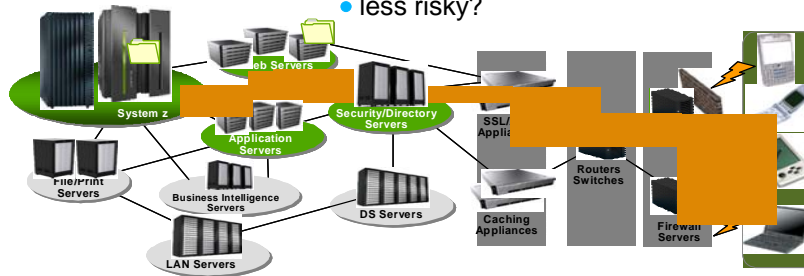 less risky?
eb Servers
System z
Security/Directory
Servers
SSL/
Applia
Application
Servers
Routers
Switches
File/Print
Servers
Business Intelligence
Servers
DS Servers
Caching
Appliances
Firewall
Servers
LAN Servers